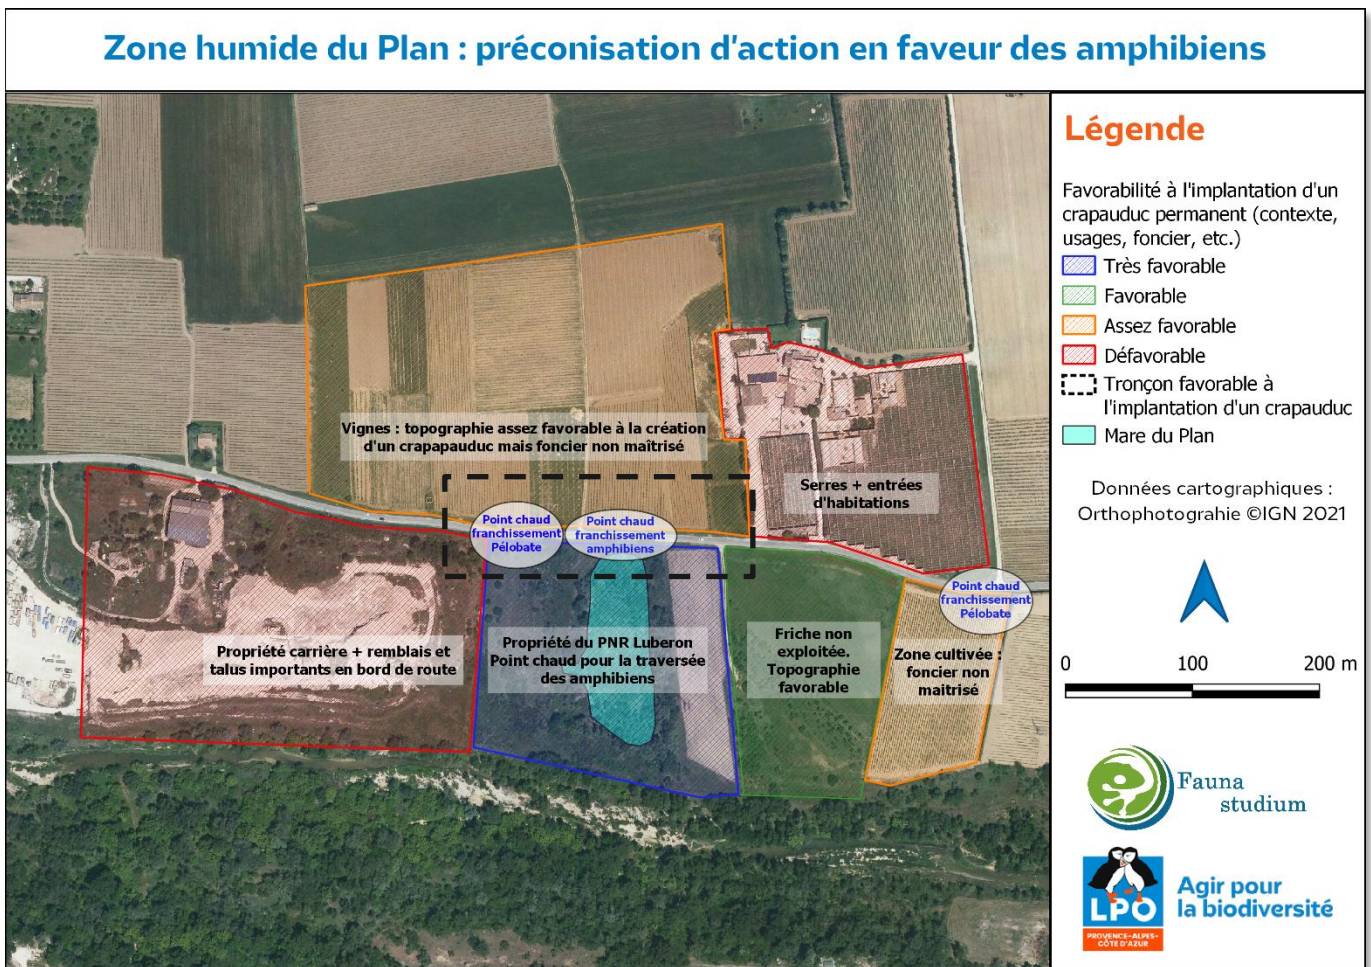 Zone humide du Plan : préconisation d'action en faveur des amphibiens
Vignes : topographie assez favorable à la création
d'un crapapauduc mais foncier non maîtrisé
Serres + entrées
d'habitations
Point chaud
franchissement
Pélobate
Point chaud
franchissement
amphibiens
Point chaud
franchissement
Pélobate
Propriété carrière + remblais et
talus importants en bord de route
Propriété du PNR Luberon
Point chaud pour la traversée
des amphibiens
Friche non
exploitée.
Topographie
favorable
Zone cultivée :
foncier non
maitrisé
Légende
Favorabilité à l'implantation d'un
crapauduc permanent (contexte,
usages, foncier, etc.)
Très favorable
Favorable
Assez favorable
Défavorable
Tronçon favorable à
l'implantation d'un crapauduc
Mare du Plan
Données cartographiques :
Orthophotograhie ©IGN 2021
0 100 200 m
Fauna
studium
LPO
PROVENCE-ALPES-
CÔTE D'AZUR
Agir pour
la biodiversité